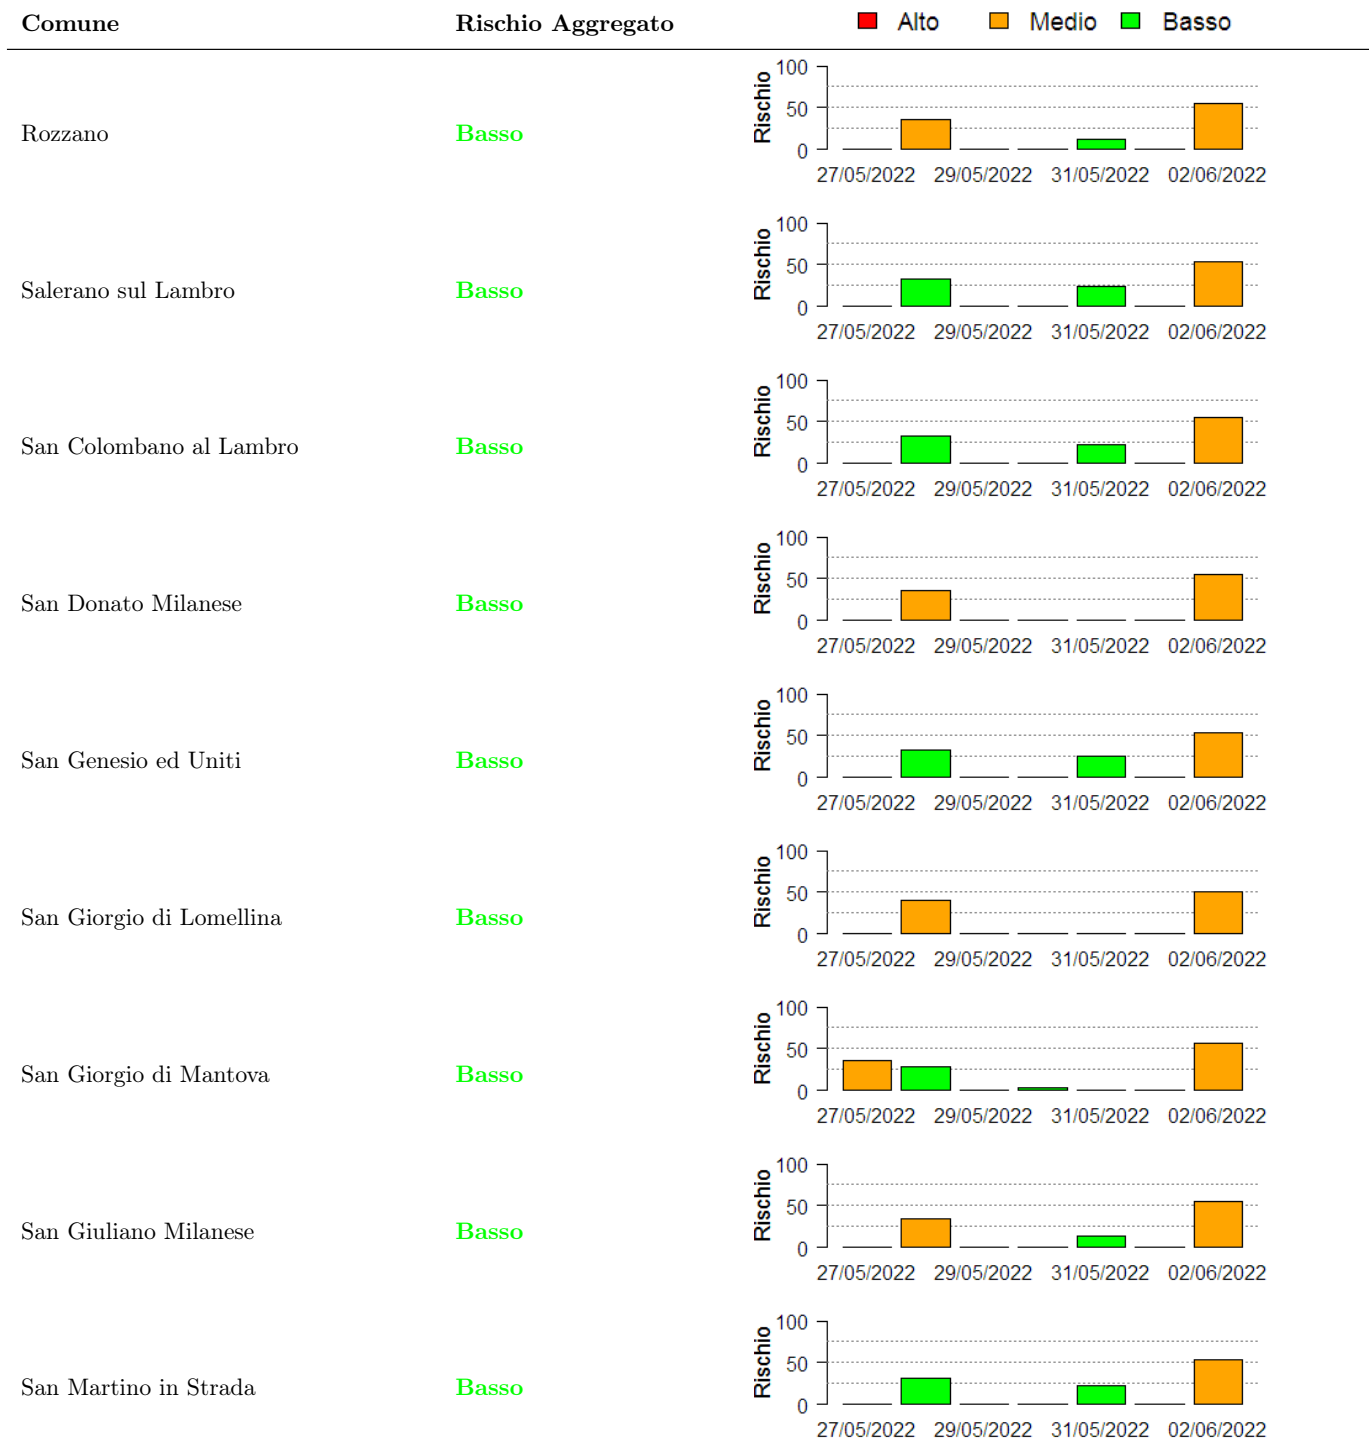 Comune Rischio Aggregato Alto Medio Basso
100
50
0
Rischio
Rozzano Basso
27/05/2022 29/05/2022 31/05/2022 02/06/2022
100
50
0
Rischio
Salerano sul Lambro Basso
27/05/2022 29/05/2022 31/05/2022 02/06/2022
100
50
0
Rischio
San Colombano al Lambro Basso
27/05/2022 29/05/2022 31/05/2022 02/06/2022
100
50
0
Rischio
San Donato Milanese Basso
27/05/2022 29/05/2022 31/05/2022 02/06/2022
100
50
0
Rischio
San Genesio ed Uniti Basso
27/05/2022 29/05/2022 31/05/2022 02/06/2022
100
50
0
Rischio
San Giorgio di Lomellina Basso
27/05/2022 29/05/2022 31/05/2022 02/06/2022
100
50
0
Rischio
San Giorgio di Mantova Basso
27/05/2022 29/05/2022 31/05/2022 02/06/2022
100
50
0
Rischio
San Giuliano Milanese Basso
27/05/2022 29/05/2022 31/05/2022 02/06/2022
100
50
0
Rischio
San Martino in Strada Basso
27/05/2022 29/05/2022 31/05/2022 02/06/2022